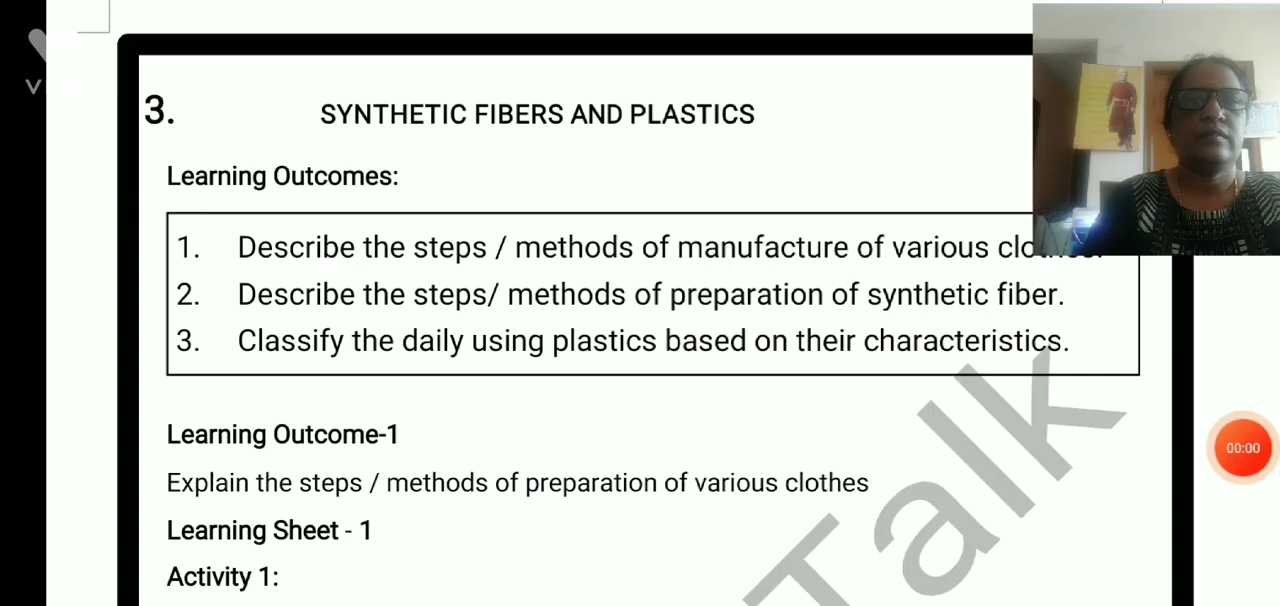 3. SYNTHETIC FIBERS AND PLASTICS
Learning Outcomes:
1. Describe the steps / methods of manufacture of various
2. Describe the steps/ methods of preparation of synthetic fiber.
3. Classify the daily using plastics based on their characteristics.
Learning Outcome-1
Explain the steps / methods of preparation of various clothes
Learning Sheet - 1
Activity 1:
Talk
00:00